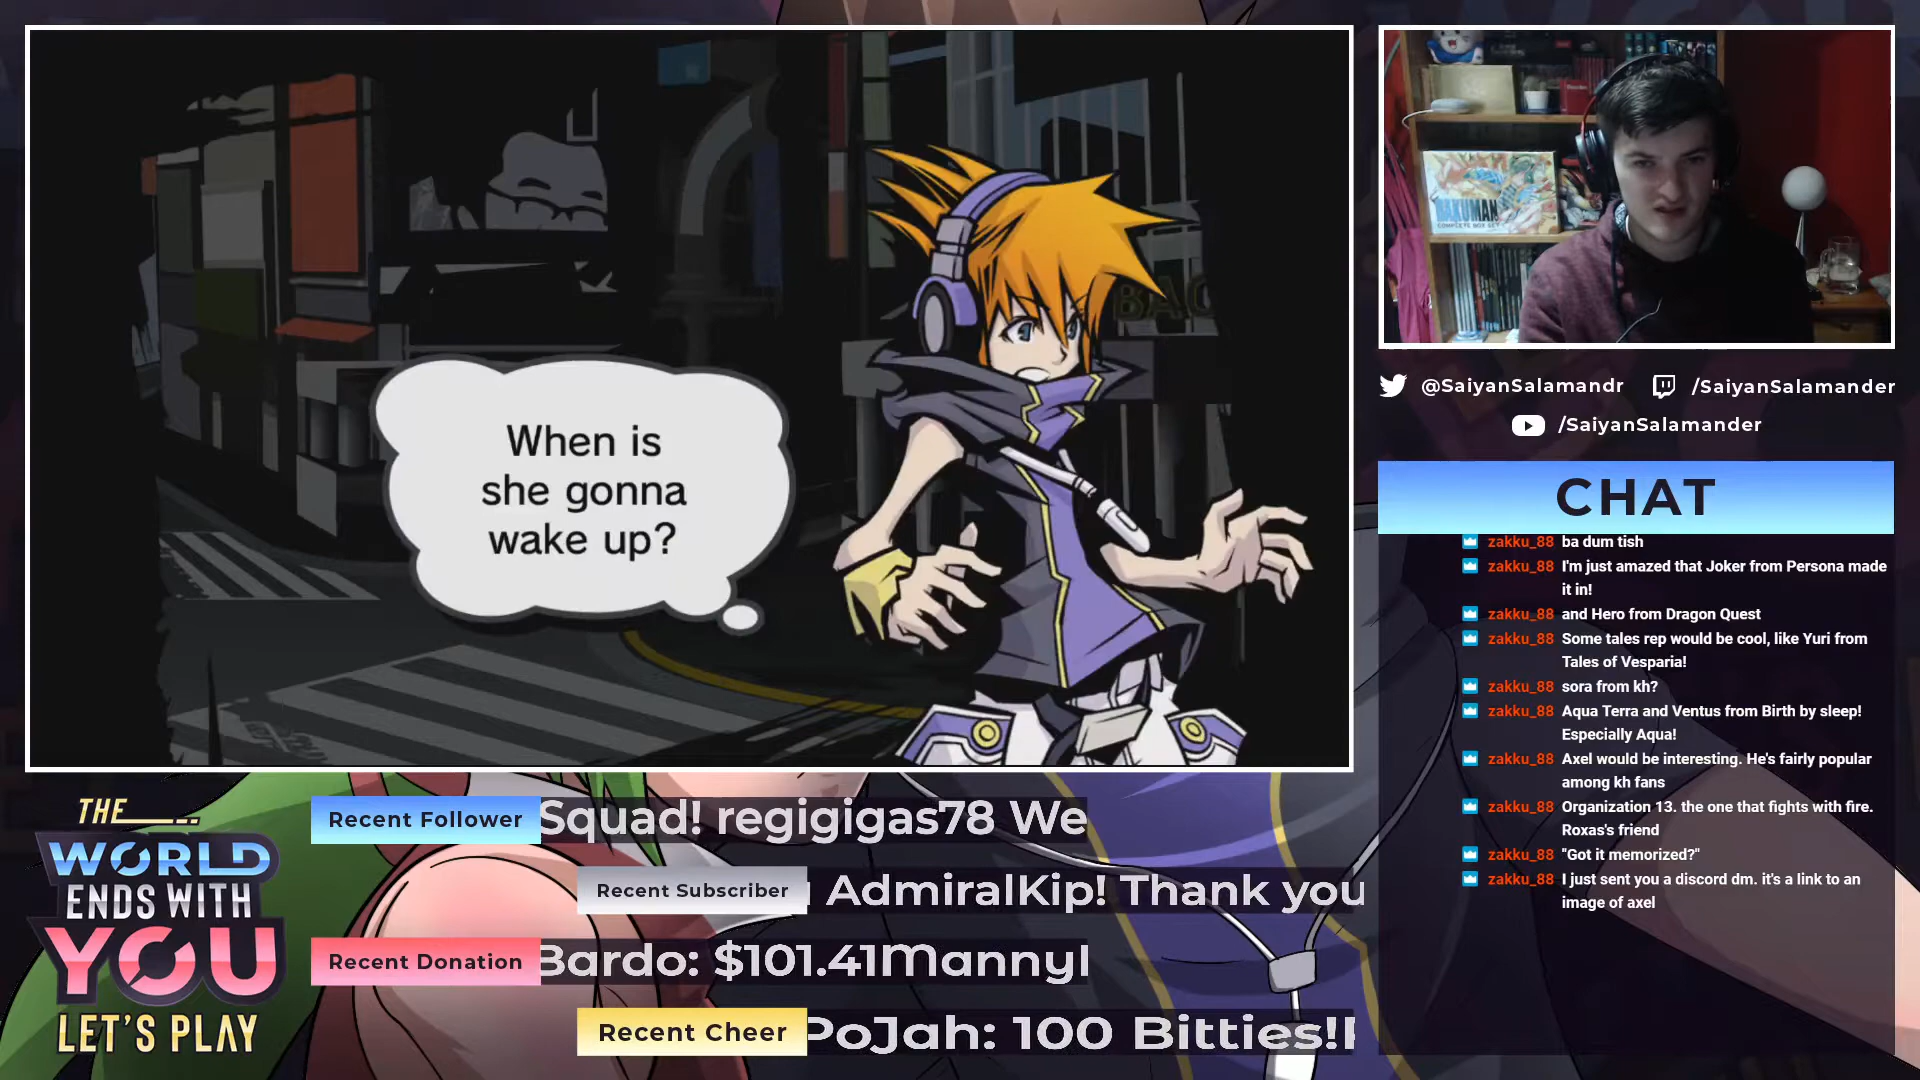 When is
she gonna
wake up?
BAC
BAKUMAN
COMPLETE BOX SET
@SaiyanSalamandr
/SaiyanSalamander
/SaiyanSalamander
CHAT
zakku_88 ba dum tish
zakku_88 I'm just amazed that Joker from Persona made
it in!
zakku_88 and Hero from Dragon Quest
zakku_88 Some tales rep would be cool, like Yuri from
Tales of Vesparia!
zakku_88 sora from kh?
zakku_88 Aqua Terra and Ventus from Birth by sleep!
Especially Aqua!
zakku_88 Axel would be interesting. He's fairly popular
among kh fans
zakku_88 Organization 13. the one that fights with fire.
Roxas's friend
zakku_88 "Got it memorized?"
zakku_88 I just sent you a discord dm. it's a link to an
image of axel
THE
WORLD
ENDS WITH
YOU
LET'S PLAY
Recent Follower Squad! regigigas78 We
Recent Subscriber AdmiralKip! Thank you
Recent Donation Bardo: $101.41MannyI
Recent Cheer PoJah: 100 Bitties!!